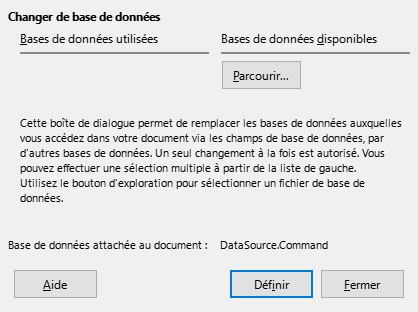 Changer de base de données
Bases de données utilisées
Bases de données disponibles
Parcourir...
Cette boîte de dialogue permet de remplacer les bases de données auxquelles
vous accédez dans votre document via les champs de base de données, par
d'autres bases de données. Un seul changement à la fois est autorisé. Vous
pouvez effectuer une sélection multiple à partir de la liste de gauche.
Utilisez le bouton d'exploration pour sélectionner un fichier de base de
données.
Base de données attachée au document : DataSource.Command
Aide
Définir
Fermer